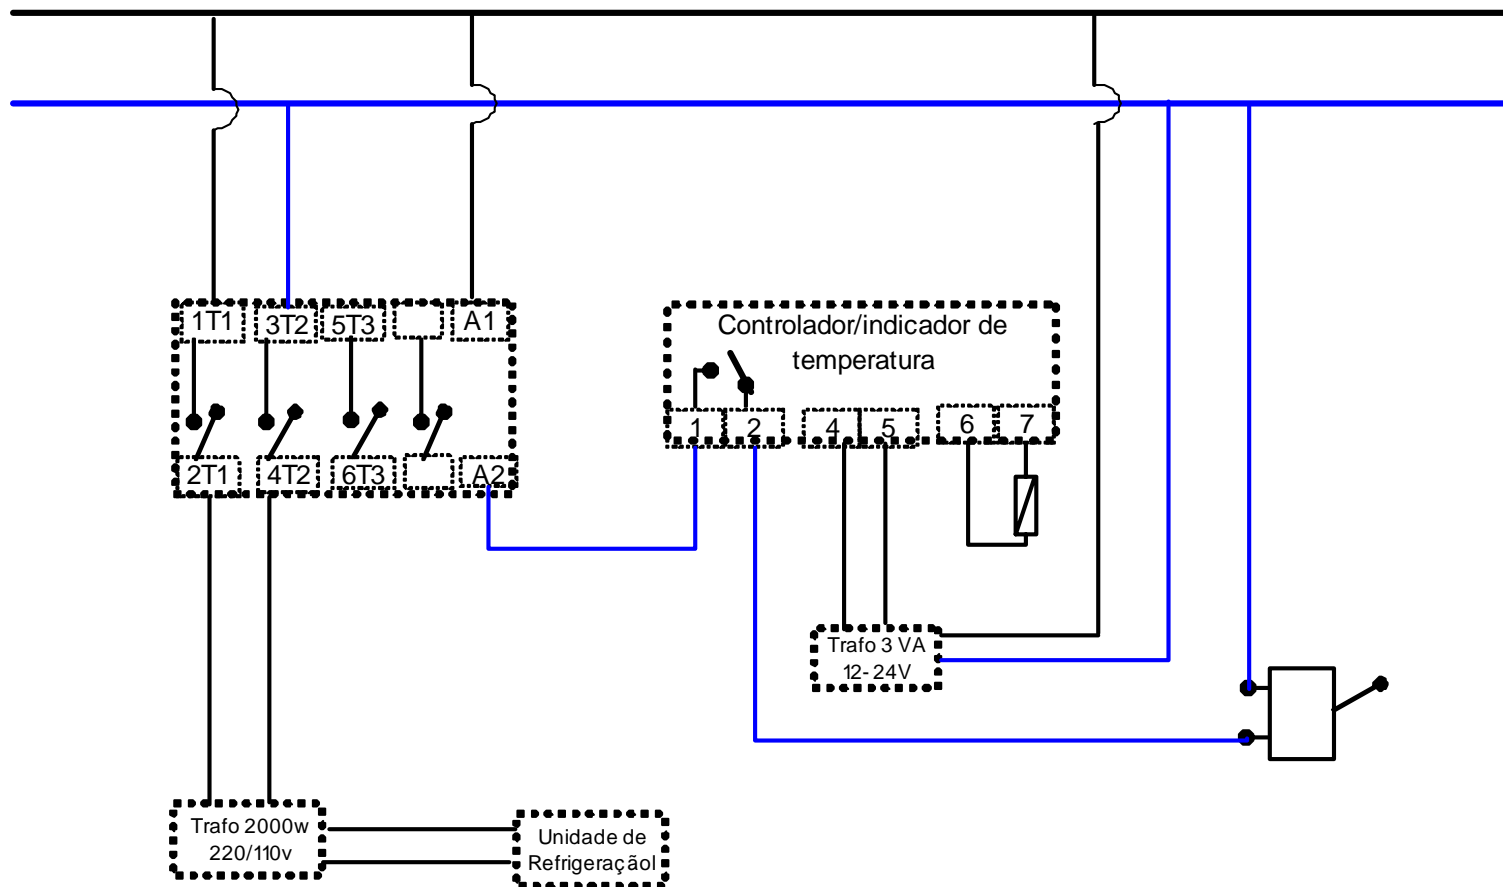 1T1
3T2
5T3
A1
Controlador/indicador de
temperatura
1
2
4
5
6
7
2T1
4T2
6T3
A2
Trafo 3 VA
12-24V
Trafo 2000w
220/110v
Unidade de
Refrigeraçãol